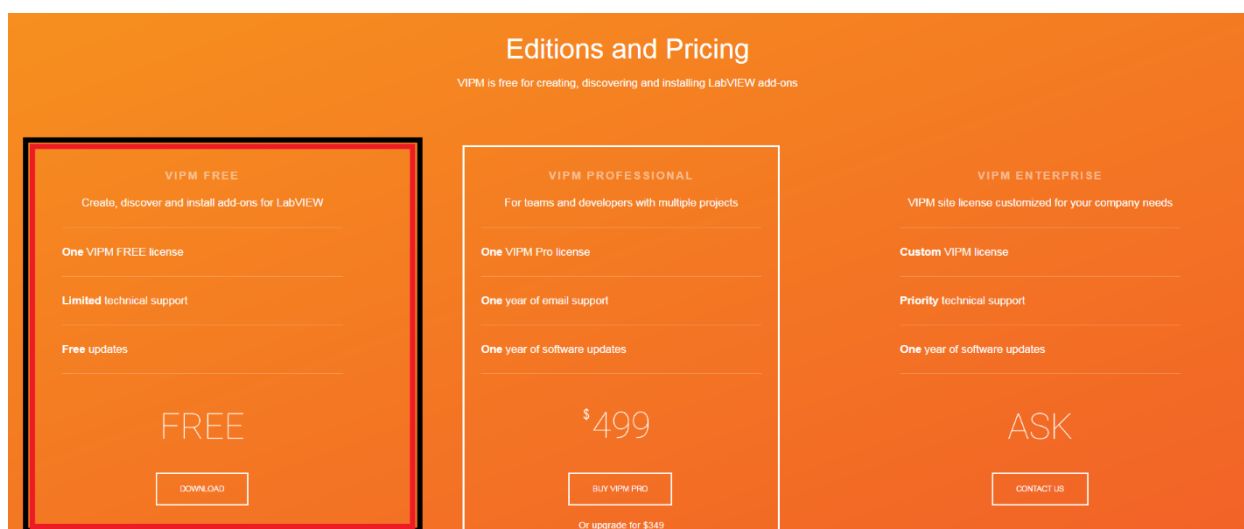 Editions and Pricing
VIPM is free for creating, discovering and installing LabVIEW add-ons
VIPM FREE
Create, discover and install add-ons for LabVIEW
One VIPM FREE license
Limited technical support
Free updates
FREE
DOWNLOAD
VIPM PROFESSIONAL
For teams and developers with multiple projects
One VIPM Pro license
One year of email support
One year of software updates
$499
BUY VIPM PRO
Or upgrade for $349
VIPM ENTERPRISE
VIPM site license customized for your company needs
Custom VIPM license
Priority technical support
One year of software updates
ASK
CONTACT US